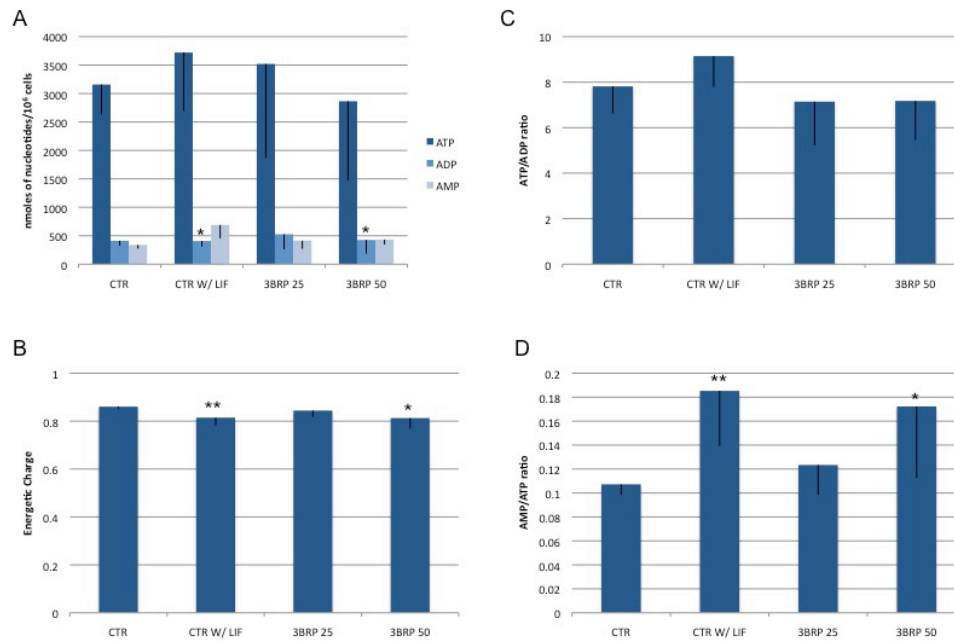 A
nmoles of nucleotides/10⁶ cells
4000
3500
3000
2500
2000
1500
1000
500
0
*
*
CTR
CTR W/ LIF
3BRP 25
3BRP 50
ATP
ADP
AMP
C
ATP/ADP ratio
10
8
6
4
2
0
CTR
CTR W/ LIF
3BRP 25
3BRP 50
B
Energetic Charge
1
0.8
0.6
0.4
0.2
0
**
*
CTR
CTR W/ LIF
3BRP 25
3BRP 50
D
AMP/ATP ratio
0.2
0.18
0.16
0.14
0.12
0.1
0.08
0.06
0.04
0.02
0
**
*
CTR
CTR W/ LIF
3BRP 25
3BRP 50